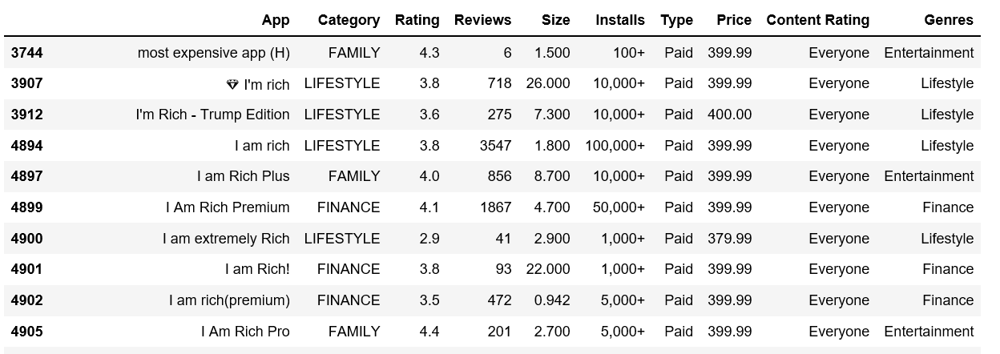 App Category Rating Reviews Size Installs Type Price Content Rating Genres
3744 most expensive app (H) FAMILY 4.3 6 1.500 100+ Paid 399.99 Everyone Entertainment
3907 💎 I'm rich LIFESTYLE 3.8 718 26.000 10,000+ Paid 399.99 Everyone Lifestyle
3912 I'm Rich - Trump Edition LIFESTYLE 3.6 275 7.300 10,000+ Paid 400.00 Everyone Lifestyle
4894 I am rich LIFESTYLE 3.8 3547 1.800 100,000+ Paid 399.99 Everyone Lifestyle
4897 I am Rich Plus FAMILY 4.0 856 8.700 10,000+ Paid 399.99 Everyone Entertainment
4899 I Am Rich Premium FINANCE 4.1 1867 4.700 50,000+ Paid 399.99 Everyone Finance
4900 I am extremely Rich LIFESTYLE 2.9 41 2.900 1,000+ Paid 379.99 Everyone Lifestyle
4901 I am Rich! FINANCE 3.8 93 22.000 1,000+ Paid 399.99 Everyone Finance
4902 I am rich(premium) FINANCE 3.5 472 0.942 5,000+ Paid 399.99 Everyone Finance
4905 I Am Rich Pro FAMILY 4.4 201 2.700 5,000+ Paid 399.99 Everyone Entertainment